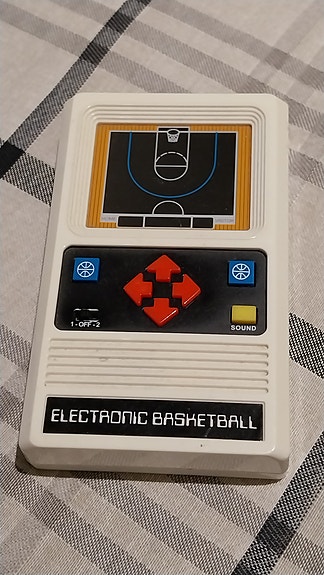 1 - OFF - 2
SOUND
ELECTRONIC BASKETBALL